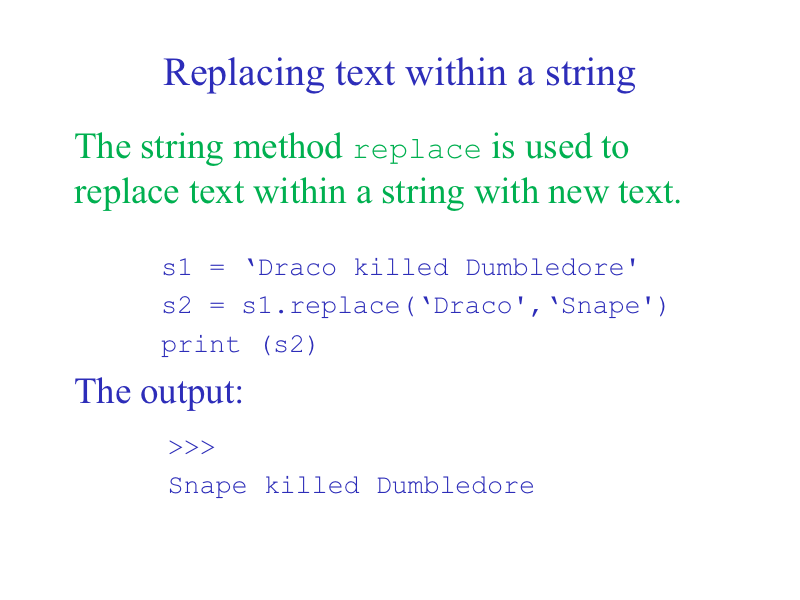 Replacing text within a string
The string method replace is used to
replace text within a string with new text.
s1 = ‛Draco killed Dumbledore'
s2 = s1.replace(‛Draco',‛Snape')
print (s2)
The output:
>>>
Snape killed Dumbledore